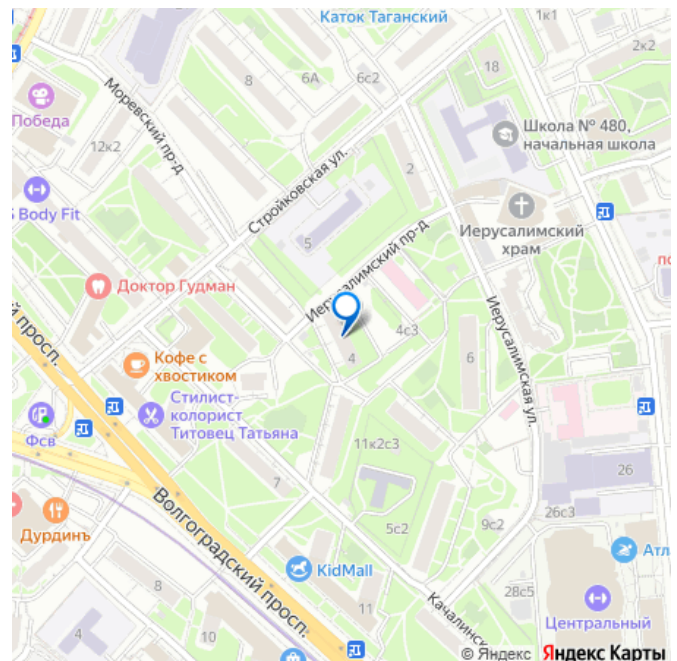 Каток Таганский
1к1
2к2
8
6А
6с2
18
Моревский пр-д
Победа
Школа № 480,
начальная школа
12к2
2
Стройковская ул.
S Body Fit
5
Иерусалимский
храм
Иерусалимский пр-д
Доктор Гудман
Иерусалимская ул.
4с3
4
6
й просп.
Кофе с
хвостиком
Стилист-
колорист
Титовец Татьяна
Фсв
11к2с3
26
7
Волгоградский просп.
26с3
5с2
9с2
Дурдинъ
Атл
KidMall
8
28с5
11
Центральный
4
10
Качалинск
© Яндекс Яндекс Карты